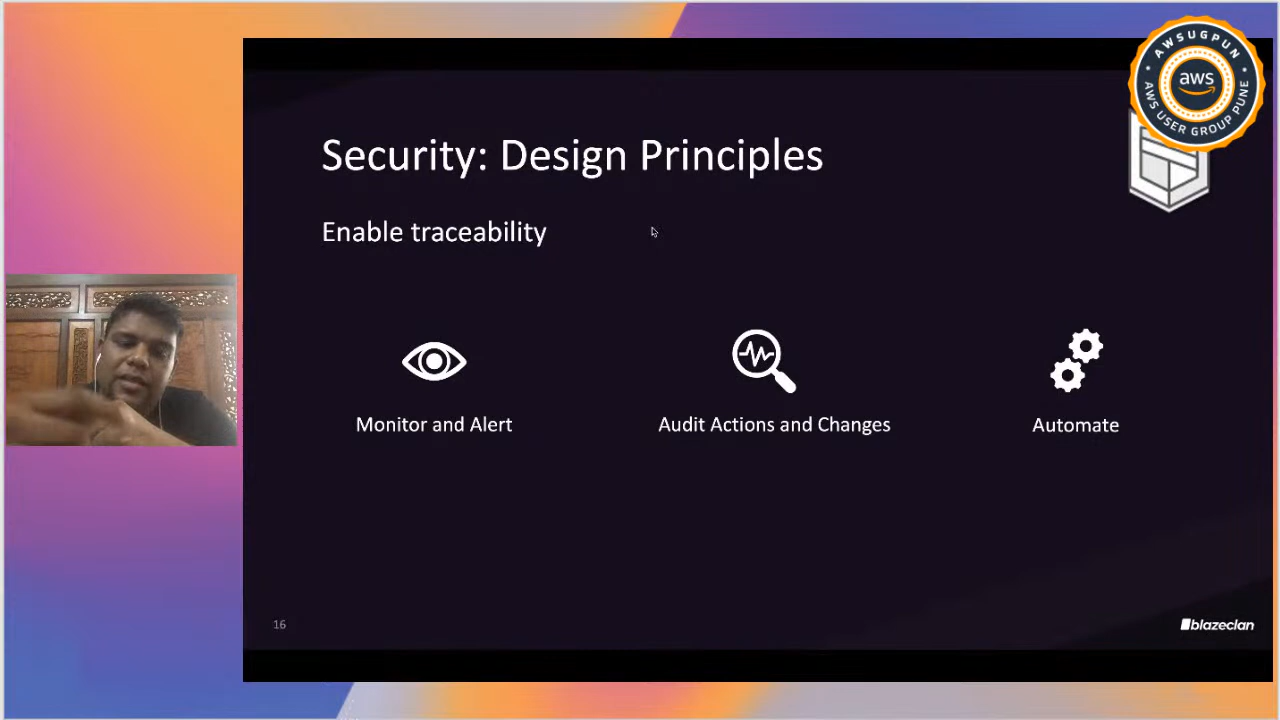 AWSUGPUN
aws
AWS USER GROUP PUNE
Security: Design Principles
Enable traceability
Monitor and Alert
Audit Actions and Changes
Automate
16
blazeclan